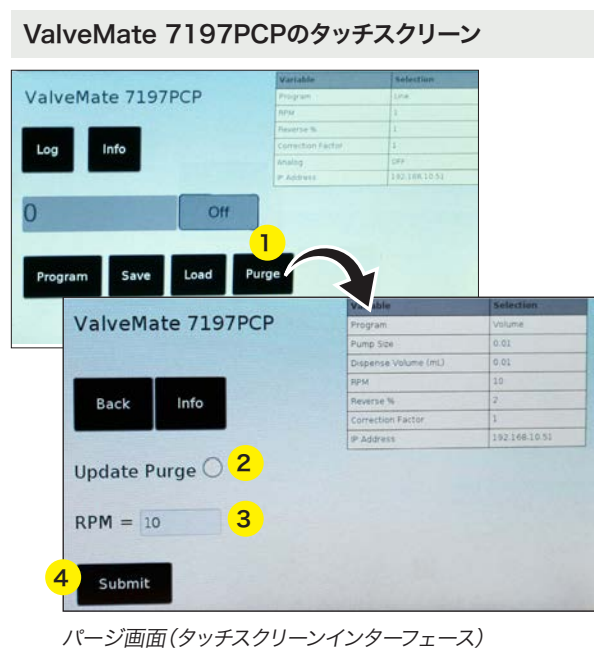 ValveMate 7197PCPのタッチスクリーン
ValveMate 7197PCP
Variable Selection
Program Line
RPM 1
Reverse % 1
Correction Factor 1
Analog OFF
IP Address 192.168.10.51
Log Info
0 Off
1
Program Save Load Purge
ValveMate 7197PCP
Selection
Program Volume
Pump Size 0.01
Dispense Volume (mL) 0.01
RPM 10
Reverse % 2
Correction Factor 1
IP Address 192.168.10.51
Back Info
Update Purge 2
RPM = 10 3
4 Submit
パージ画面(タッチスクリーンインターフェース)